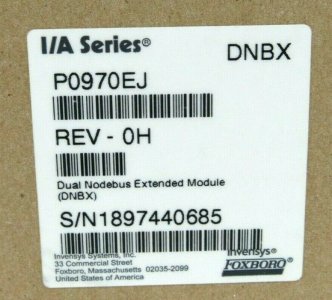 I/A Series® DNBX
P0970EJ
REV - 0H
Dual Nodebus Extended Module
(DNBX)
S/N1897440685
Invensys Systems, Inc.
33 Commercial Street
Foxboro, Massachusetts 02035-2099
United States of America
invensys®
FOXBORO®